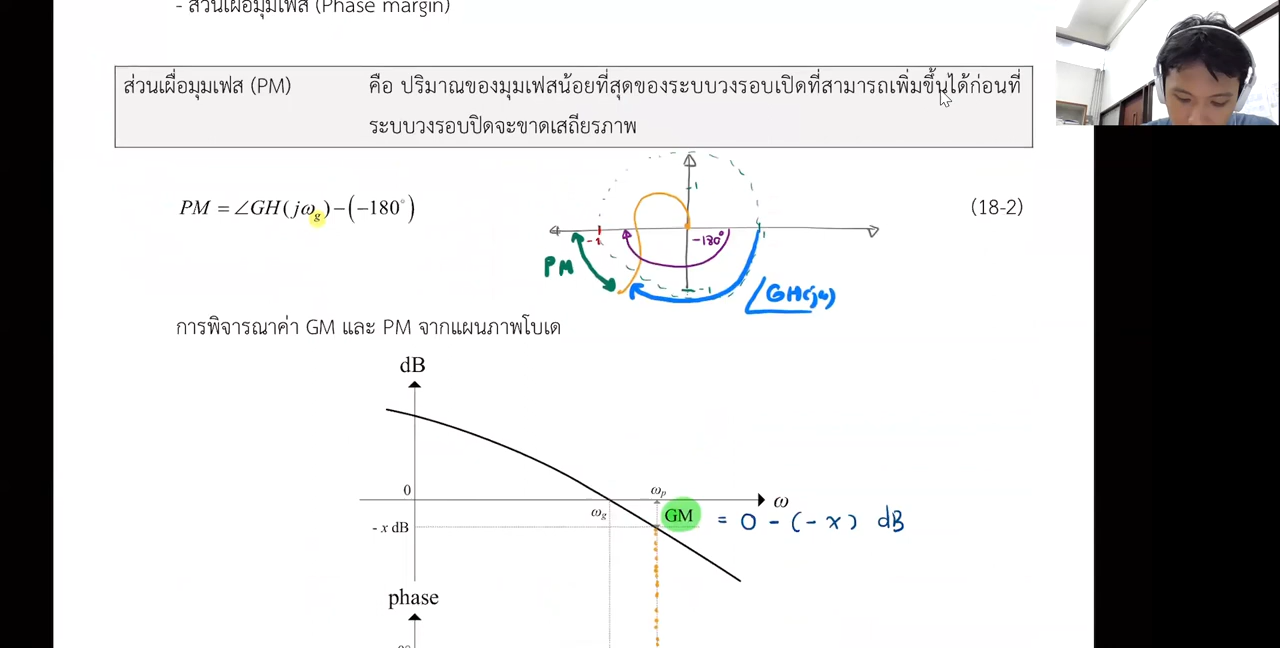 - ส่วนเผื่อมุมเฟส (Phase margin)
ส่วนเผื่อมุมเฟส (PM) คือ ปริมาณของมุมเฟสน้อยที่สุดของระบบวงรอบเปิดที่สามารถเพิ่มขึ้นได้ก่อนที่
ระบบวงรอบปิดจะขาดเสถียรภาพ
PM = ∠GH(jω_g) − (−180°) (18-2)
1
-1
-180°
1
PM
-1
∠GH(jω)
การพิจารณาค่า GM และ PM จากแผนภาพโบเด
dB
0
ω_p
ω
ω_g
GM = 0 - (-x) dB
- x dB
phase